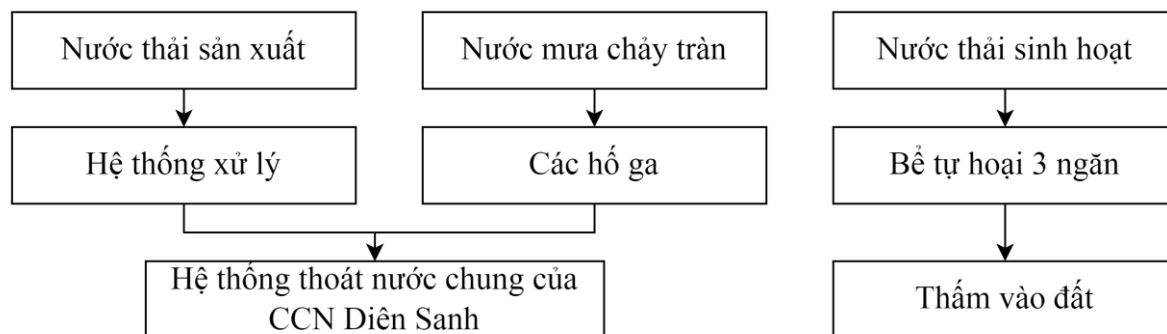 Nước thải sản xuất
Nước mưa chảy tràn
Nước thải sinh hoạt
Hệ thống xử lý
Các hố ga
Bể tự hoại 3 ngăn
Hệ thống thoát nước chung của
CCN Diên Sanh
Thấm vào đất